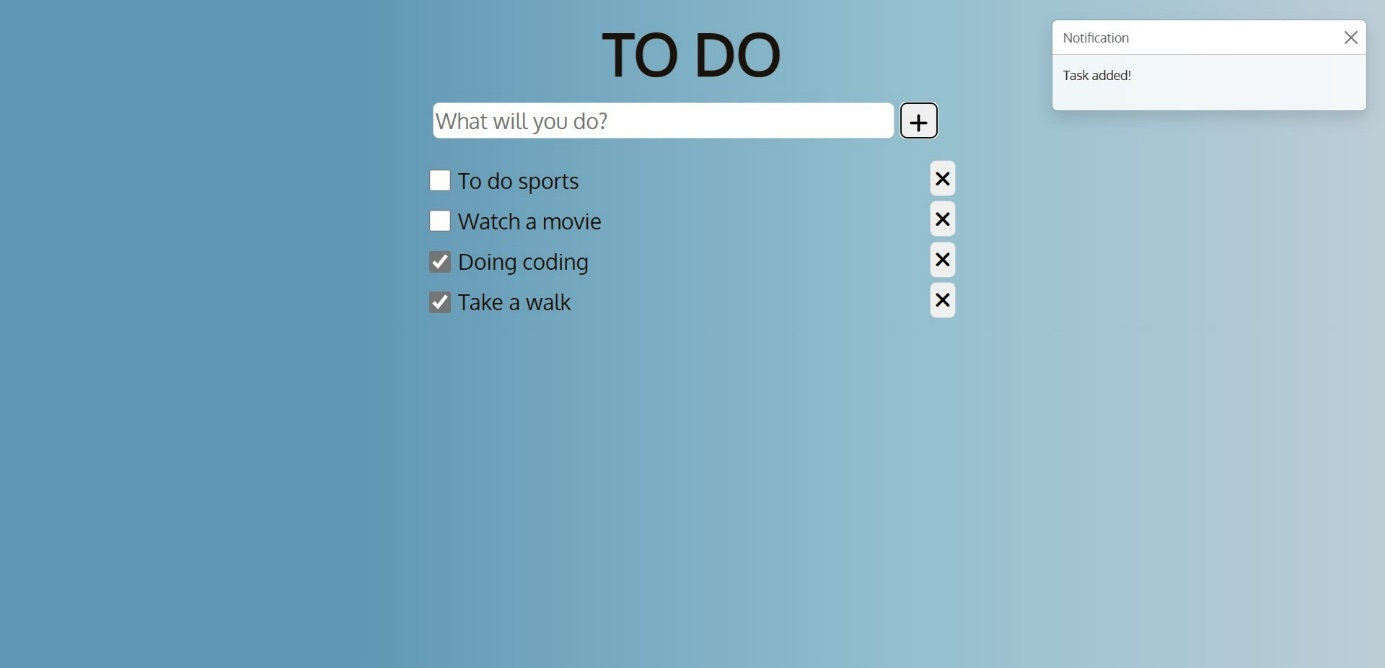 TO DO
Notification
Task added!
What will you do?
To do sports
Watch a movie
Doing coding
Take a walk